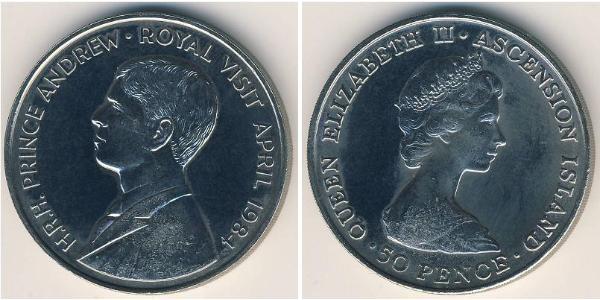 H.R.H. PRINCE ANDREW · ROYAL VISIT APRIL 1984
QUEEN ELIZABETH II · ASCENSION ISLAND ·
· 50 PENCE ·